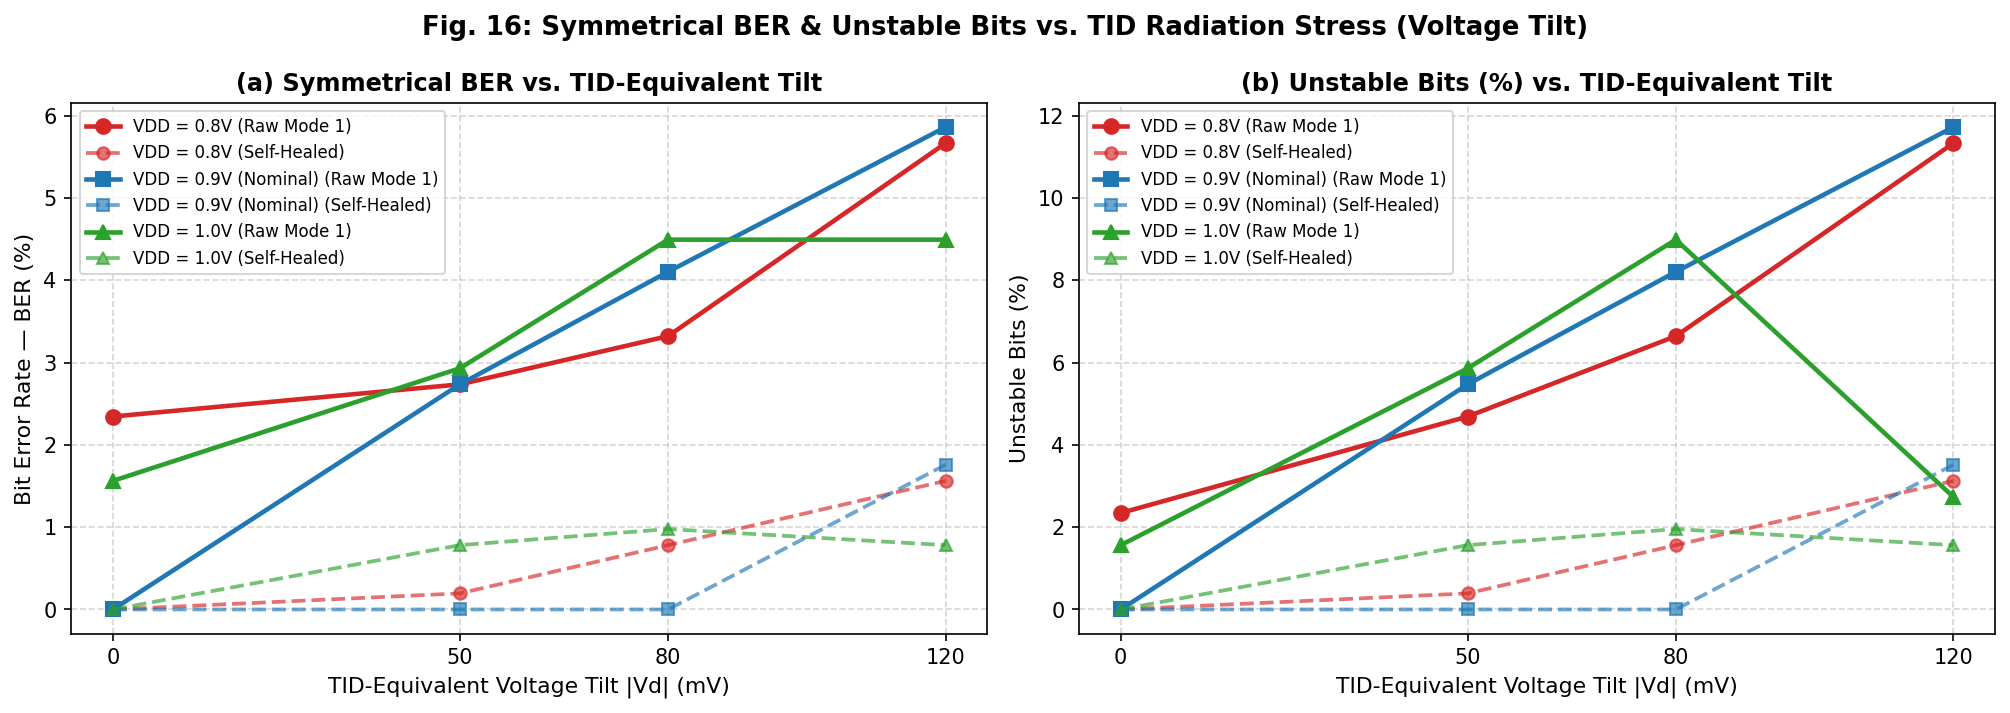 Fig. 16: Symmetrical BER & Unstable Bits vs. TID Radiation Stress (Voltage Tilt)
(a) Symmetrical BER vs. TID-Equivalent Tilt
6
5
4
3
2
1
0
Bit Error Rate — BER (%)
VDD = 0.8V (Raw Mode 1)
VDD = 0.8V (Self-Healed)
VDD = 0.9V (Nominal) (Raw Mode 1)
VDD = 0.9V (Nominal) (Self-Healed)
VDD = 1.0V (Raw Mode 1)
VDD = 1.0V (Self-Healed)
0 50 80 120
TID-Equivalent Voltage Tilt |Vd| (mV)
(b) Unstable Bits (%) vs. TID-Equivalent Tilt
12
10
8
6
4
2
0
Unstable Bits (%)
VDD = 0.8V (Raw Mode 1)
VDD = 0.8V (Self-Healed)
VDD = 0.9V (Nominal) (Raw Mode 1)
VDD = 0.9V (Nominal) (Self-Healed)
VDD = 1.0V (Raw Mode 1)
VDD = 1.0V (Self-Healed)
0 50 80 120
TID-Equivalent Voltage Tilt |Vd| (mV)